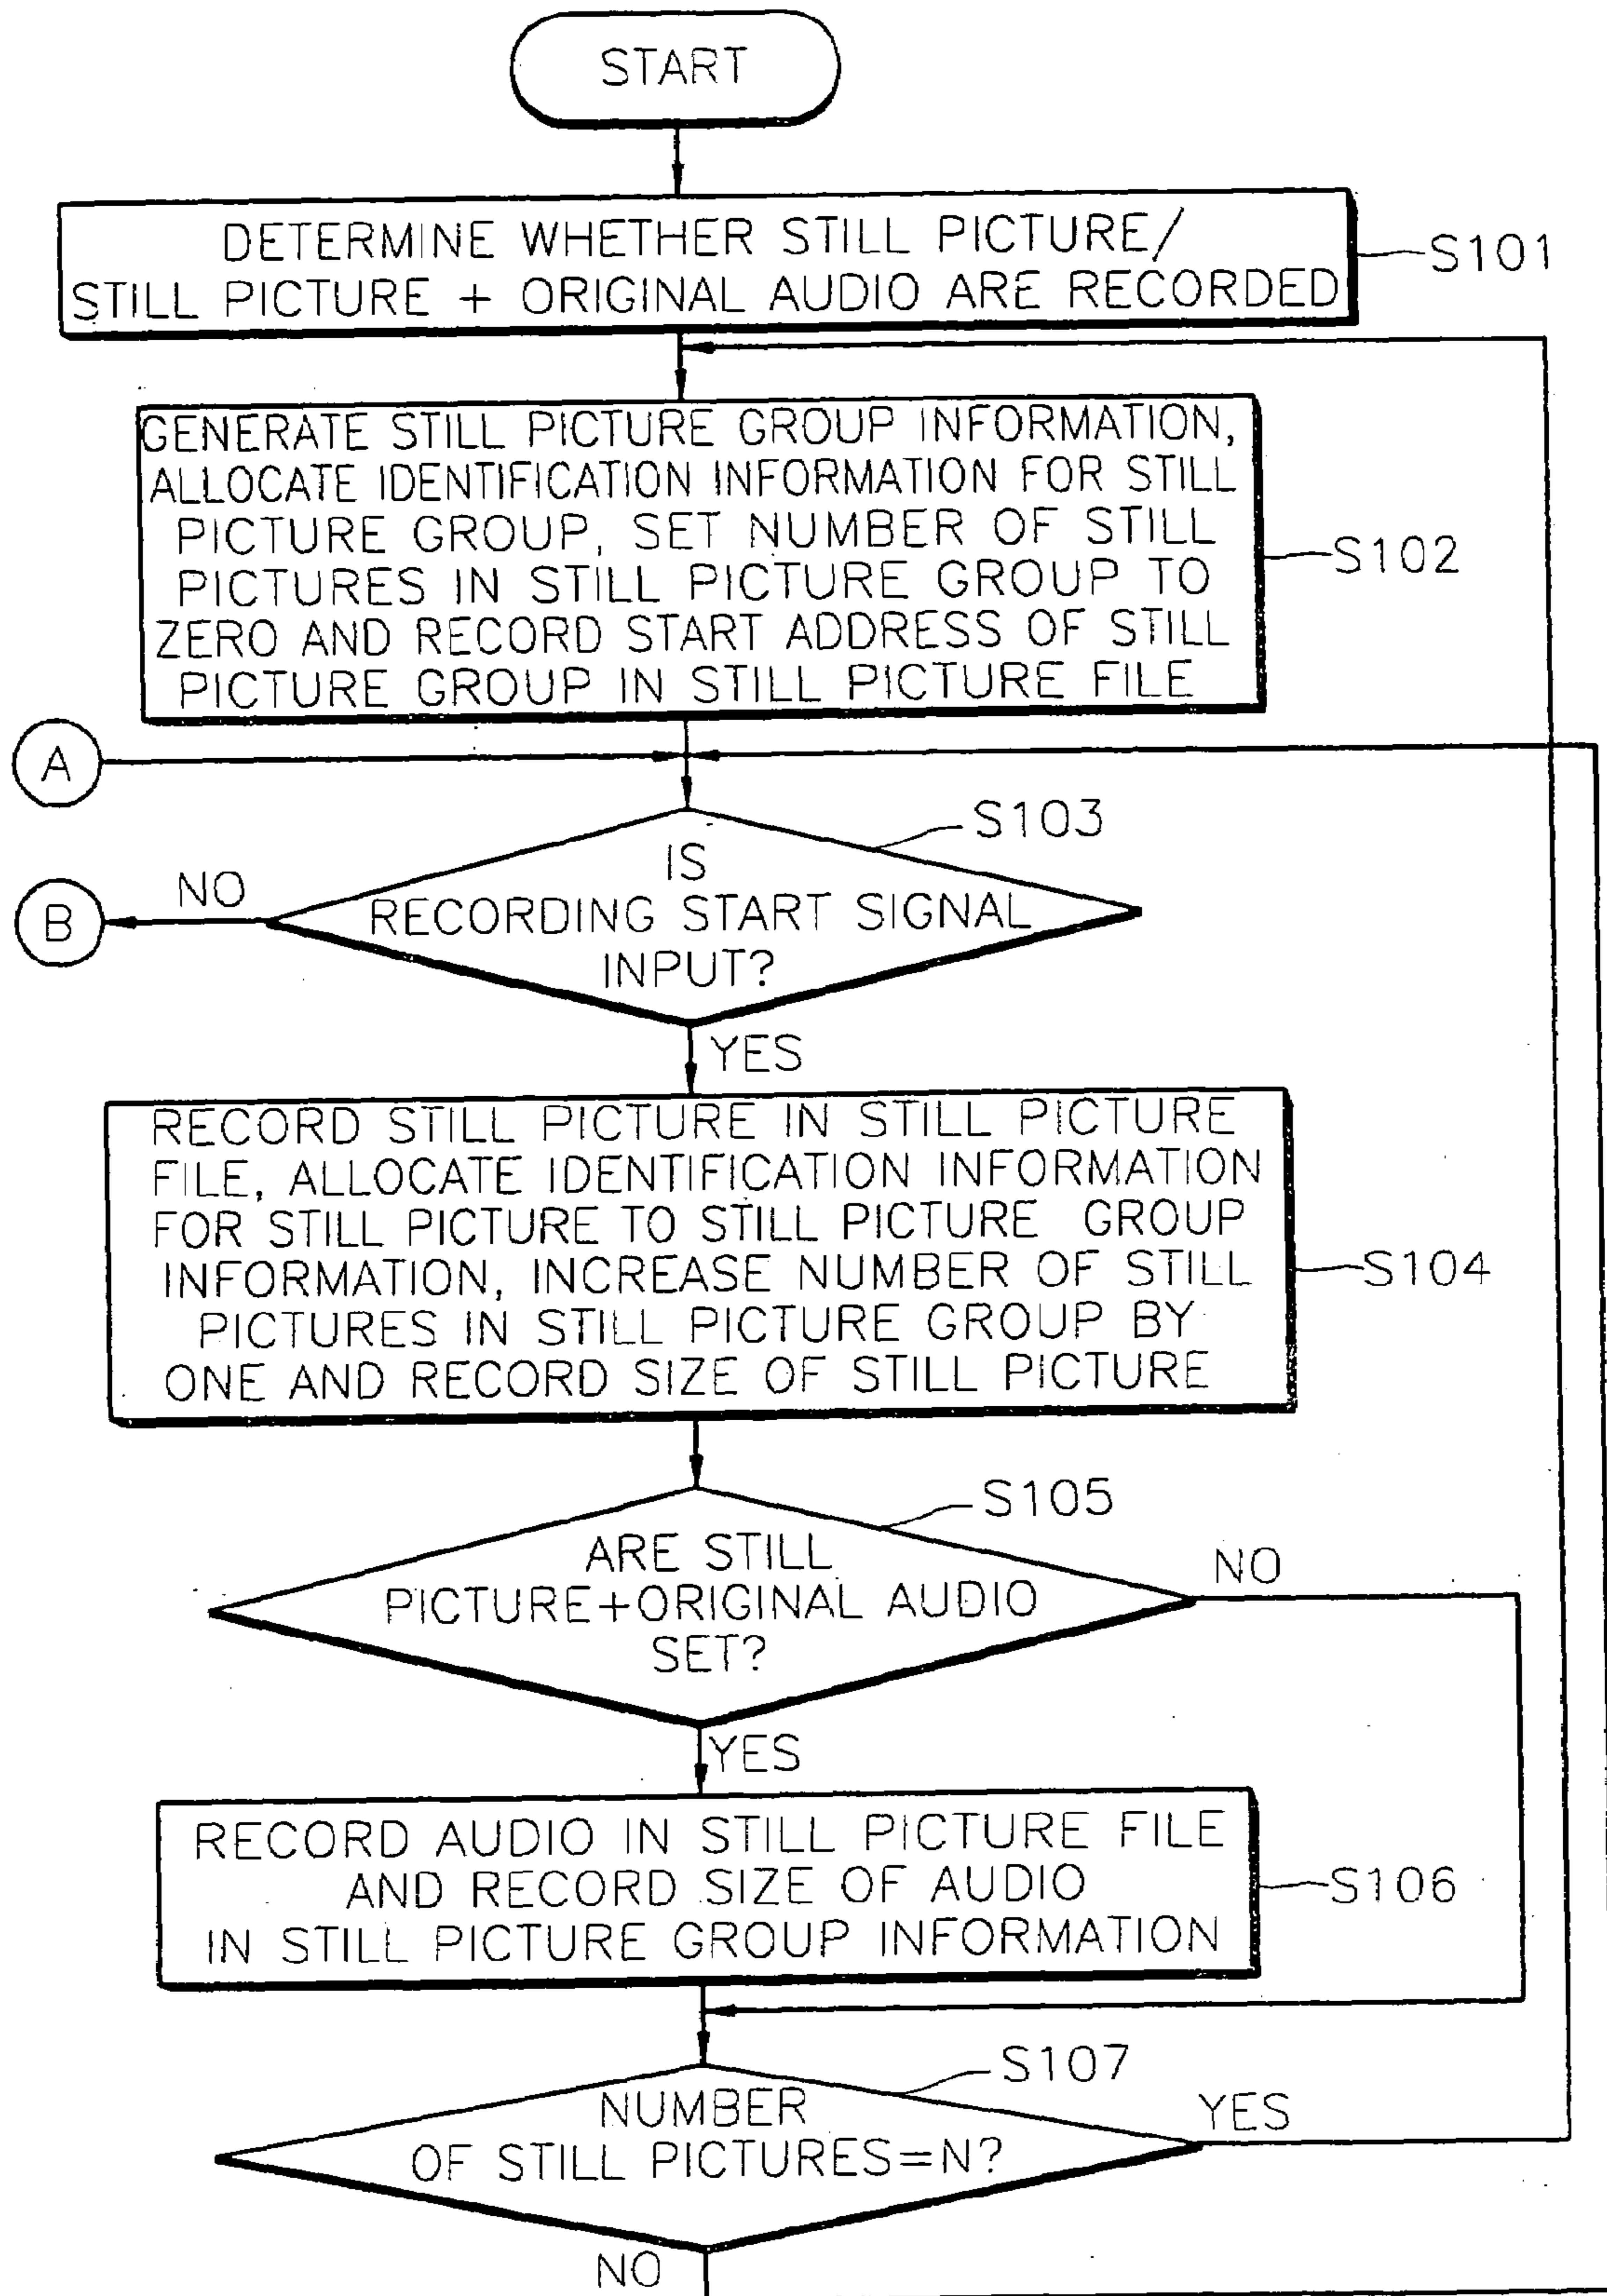 START
DETERMINE WHETHER STILL PICTURE/
STILL PICTURE + ORIGINAL AUDIO ARE RECORDED
S101
GENERATE STILL PICTURE GROUP INFORMATION,
ALLOCATE IDENTIFICATION INFORMATION FOR STILL
PICTURE GROUP, SET NUMBER OF STILL
PICTURES IN STILL PICTURE GROUP TO
ZERO AND RECORD START ADDRESS OF STILL
PICTURE GROUP IN STILL PICTURE FILE
S102
A
S103
IS
RECORDING START SIGNAL
INPUT?
NO
B
YES
RECORD STILL PICTURE IN STILL PICTURE
FILE, ALLOCATE IDENTIFICATION INFORMATION
FOR STILL PICTURE TO STILL PICTURE GROUP
INFORMATION, INCREASE NUMBER OF STILL
PICTURES IN STILL PICTURE GROUP BY
ONE AND RECORD SIZE OF STILL PICTURE
S104
S105
ARE STILL
PICTURE+ORIGINAL AUDIO
SET?
NO
YES
RECORD AUDIO IN STILL PICTURE FILE
AND RECORD SIZE OF AUDIO
IN STILL PICTURE GROUP INFORMATION
S106
S107
NUMBER
OF STILL PICTURES=N?
YES
NO